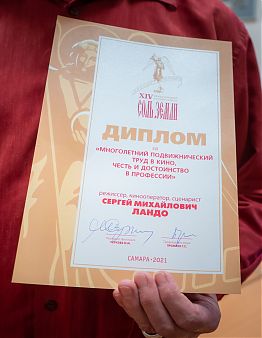 XIV
СОЛЬ ЗЕМЛИ
ДИПЛОМ
за
«МНОГОЛЕТНИЙ ПОДВИЖНИЧЕСКИЙ
ТРУД В КИНО,
ЧЕСТЬ И ДОСТОИНСТВО
В ПРОФЕССИИ»
режиссер, кинооператор, сценарист
СЕРГЕЙ МИХАЙЛОВИЧ
ЛАНДО
САМАРА - 2021